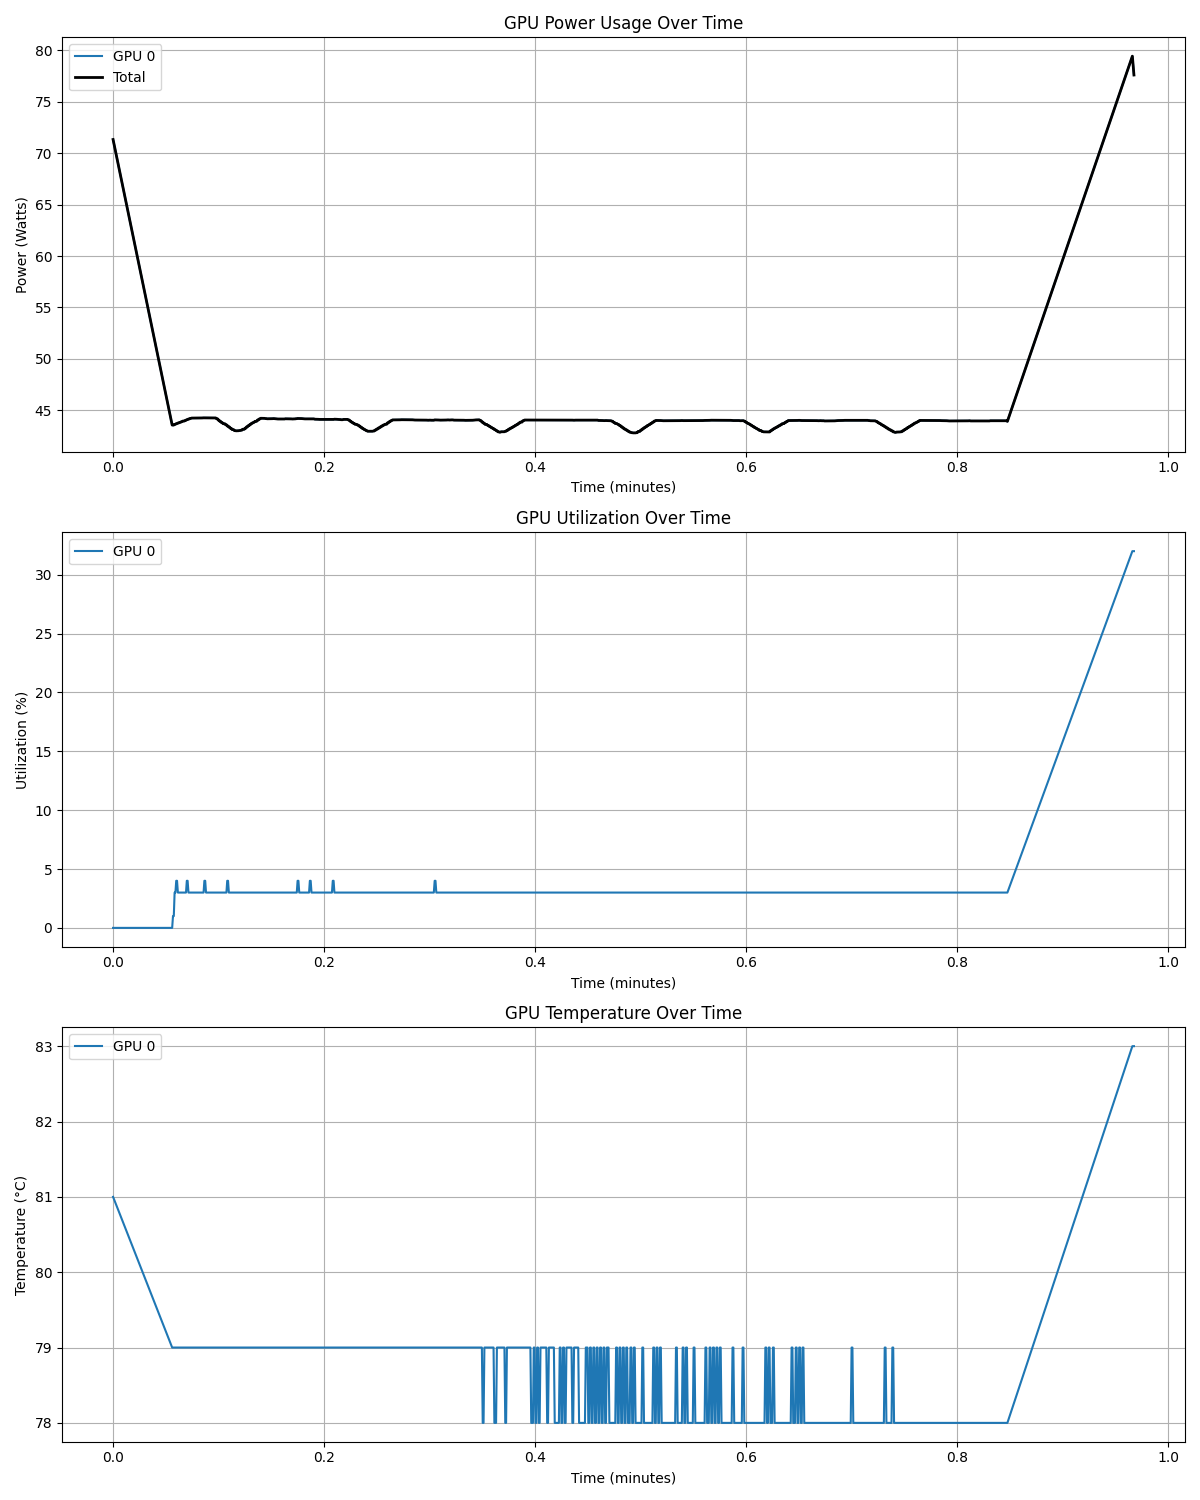 GPU Power Usage Over Time
GPU 0
Total
80
75
70
65
60
55
50
45
Power (Watts)
0.0 0.2 0.4 0.6 0.8 1.0
Time (minutes)
GPU Utilization Over Time
GPU 0
30
25
20
15
10
5
0
Utilization (%)
0.0 0.2 0.4 0.6 0.8 1.0
Time (minutes)
GPU Temperature Over Time
GPU 0
83
82
81
80
79
78
Temperature (°C)
0.0 0.2 0.4 0.6 0.8 1.0
Time (minutes)